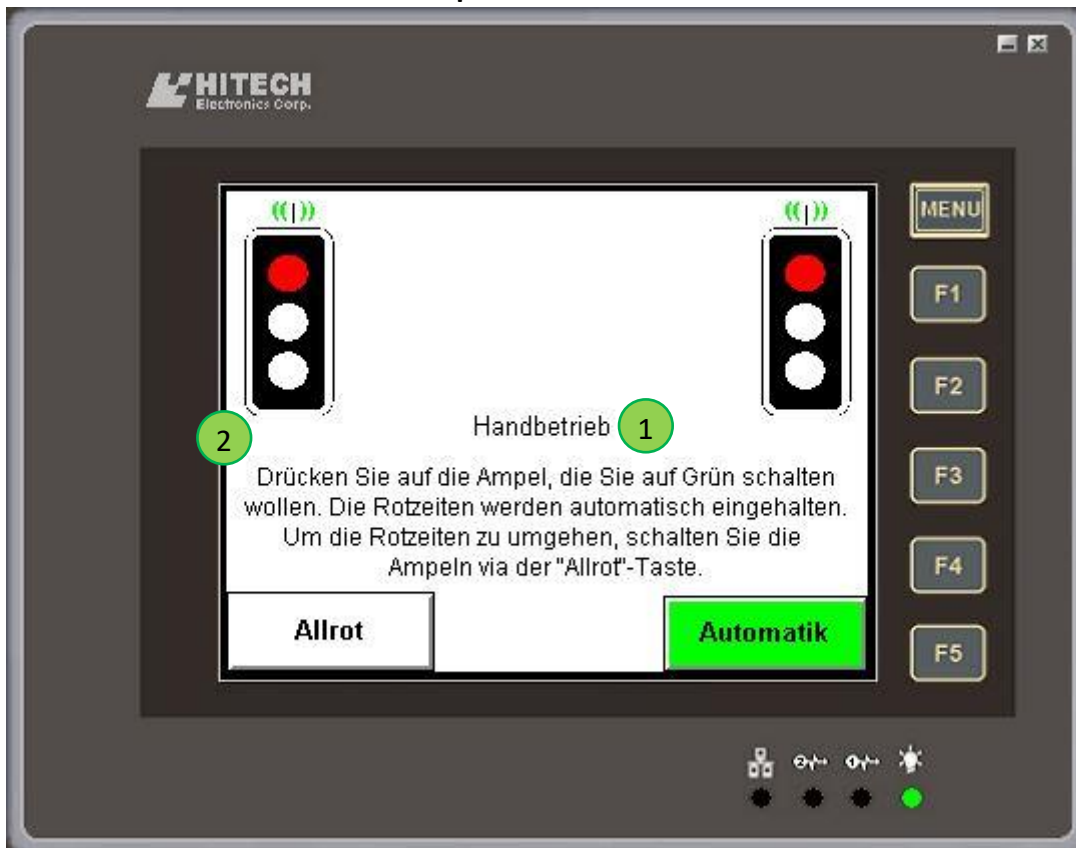 HITECH
Electronics Corp.
MENU
F1
F2
2
Handbetrieb 1
Drücken Sie auf die Ampel, die Sie auf Grün schalten
wollen. Die Rotzeiten werden automatisch eingehalten.
Um die Rotzeiten zu umgehen, schalten Sie die
Ampeln via der "Allrot"-Taste.
F3
F4
Allrot
Automatik
F5